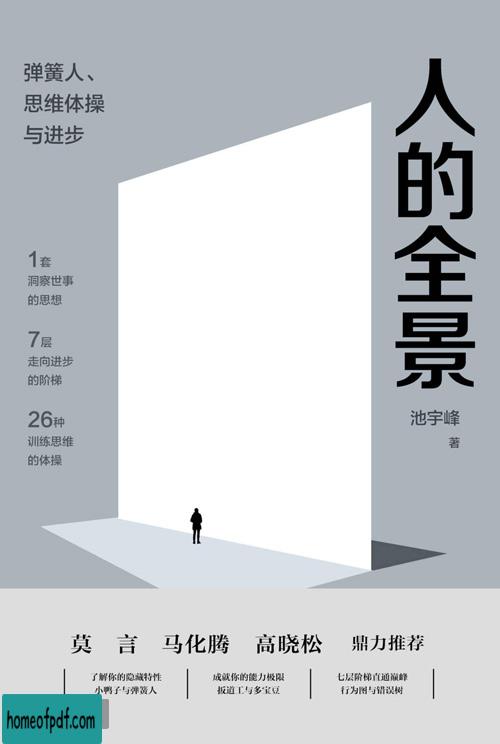 弹簧人、
思维体操
与进步
人的全景
池宇峰
著
1套
洞察世事
的思想
7层
走向进步
的阶梯
26种
训练思维
的体操
莫言 马化腾 高晓松 鼎力推荐
了解你的隐藏特性
小鸭子与弹簧人
成就你的能力极限
扳道工与多宝豆
七层阶梯直通巅峰
行为图与错误树
homeofpdf.com